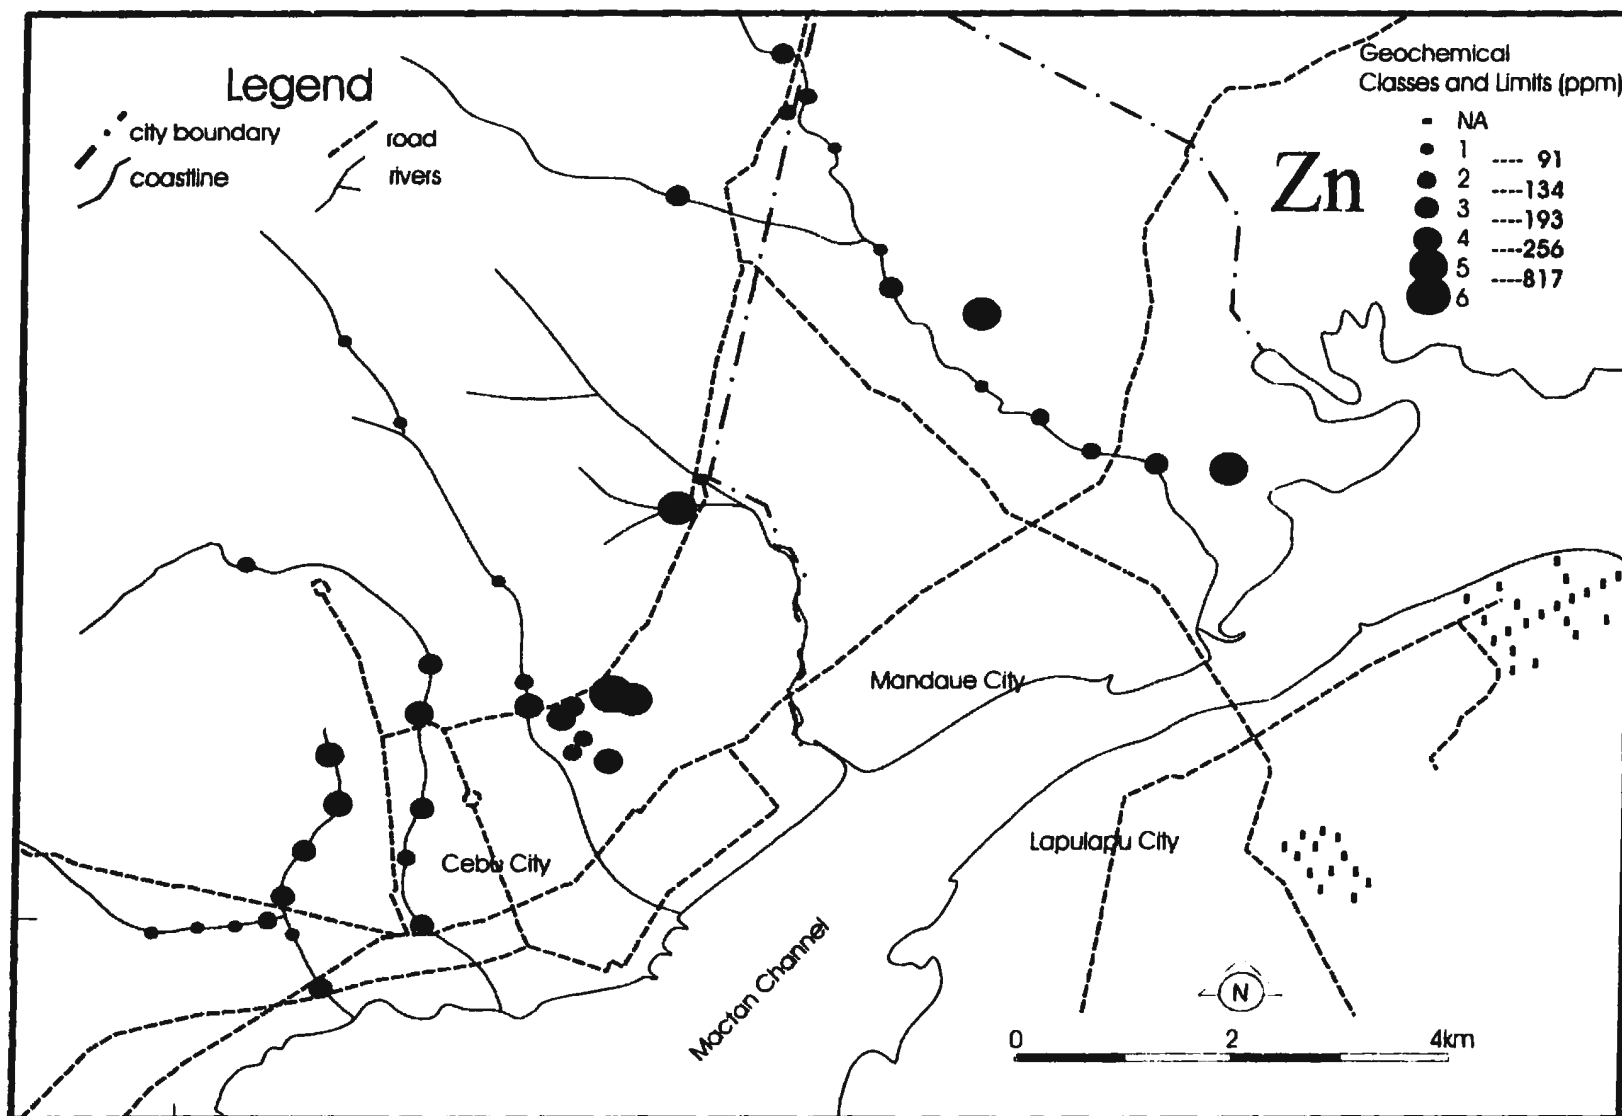 Legend
city boundary
road
coastline
rivers
Geochemical
Classes and Limits (ppm)
NA
1
---- 91
2
----134
3
----193
4
----256
5
----817
6
Zn
Mandaue City
Lapulapu City
Cebu City
Mactan Channel
N
0 2 4km